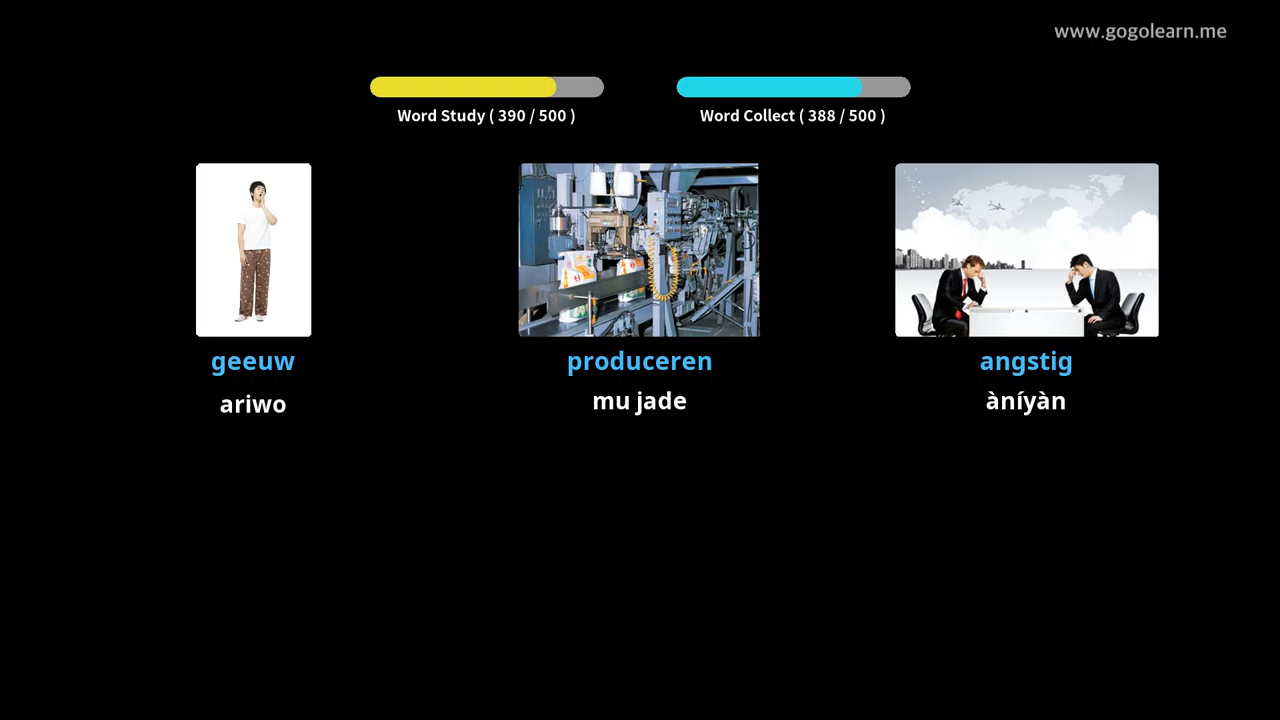 www.gogolearn.me
Word Study ( 390 / 500 )
Word Collect ( 388 / 500 )
geeuw
produceren
angstig
ariwo
mu jade
àníyàn